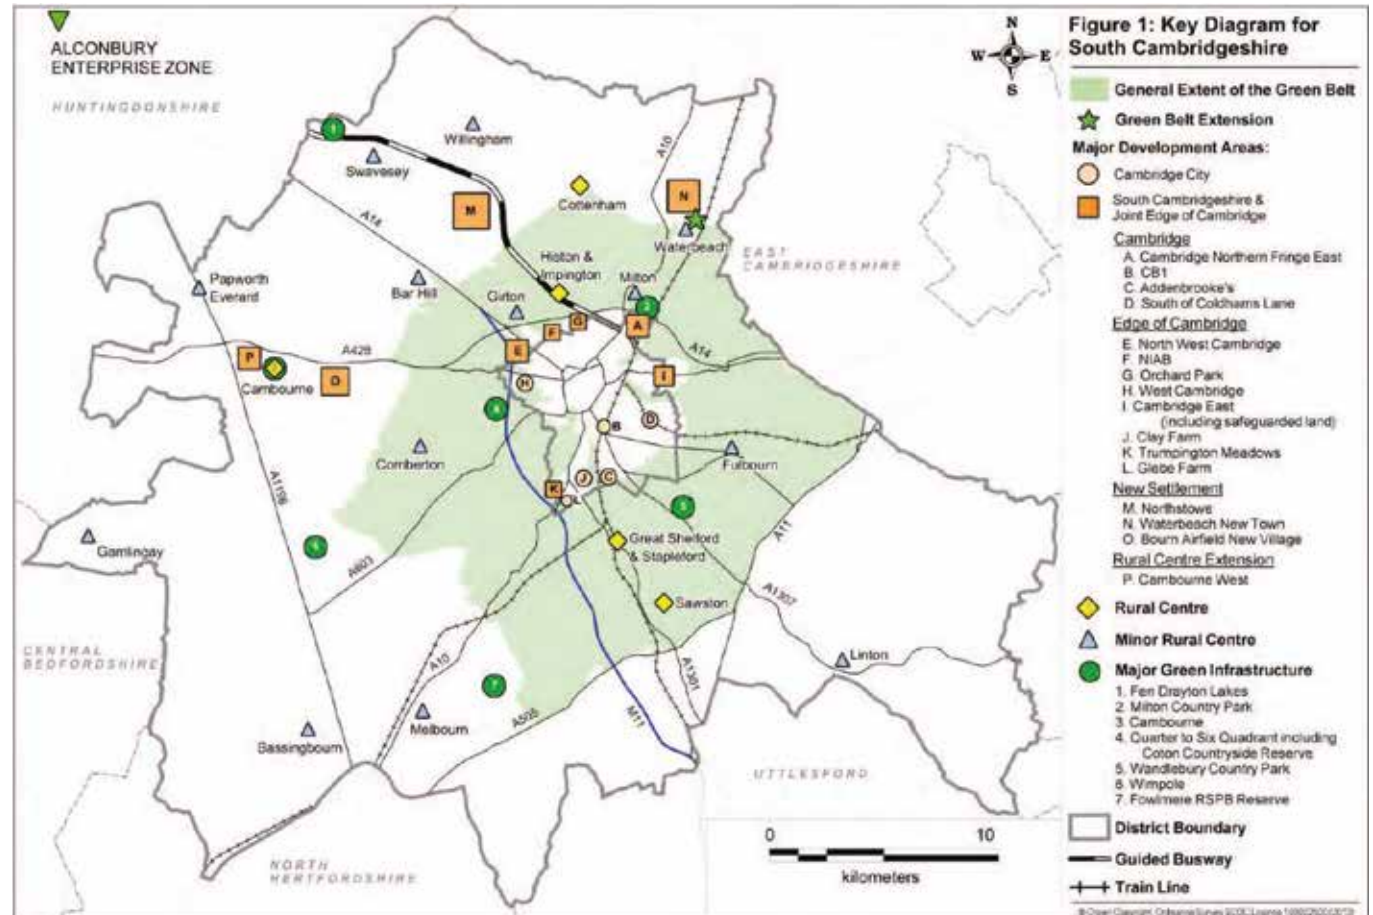 ALCONBURY
ENTERPRISE ZONE
HUNTINGDONSHIRE
N
W E
S
1
Willingham
Swavesey
A10
M
N
Cottenham
A14
Waterbeach
EAST
CAMBRIDGESHIRE
Histon &
Impington
Milton
Papworth
Everard
Bar Hill
Girton
2
G
F
A
A14
A428
E
P
Cambourne
O
H
I
4
D
B
Comberton
Fulbourn
A1198
J
C
K
L
5
A11
Gamlingay
Great Shelford
& Stapleford
6
A603
A1307
Sawston
CENTRAL
BEDFORDSHIRE
A10
Linton
A1301
7
Melbourn
A505
M11
Bassingbourn
UTTLESFORD
NORTH
HERTFORDSHIRE
0 10
kilometers
Figure 1: Key Diagram for
South Cambridgeshire
General Extent of the Green Belt
Green Belt Extension
Major Development Areas:
Cambridge City
South Cambridgeshire &
Joint Edge of Cambridge
Cambridge
A. Cambridge Northern Fringe East
B. CB1
C. Addenbrooke's
D. South of Coldhams Lane
Edge of Cambridge
E. North West Cambridge
F. NIAB
G. Orchard Park
H. West Cambridge
I. Cambridge East
(including safeguarded land)
J. Clay Farm
K. Trumpington Meadows
L. Glebe Farm
New Settlement
M. Northstowe
N. Waterbeach New Town
O. Bourn Airfield New Village
Rural Centre Extension
P. Cambourne West
Rural Centre
Minor Rural Centre
Major Green Infrastructure
1. Fen Drayton Lakes
2. Milton Country Park
3. Cambourne
4. Quarter to Six Quadrant including
Coton Countryside Reserve
5. Wandlebury Country Park
6. Wimpole
7. Fowlmere RSPB Reserve
District Boundary
Guided Busway
Train Line